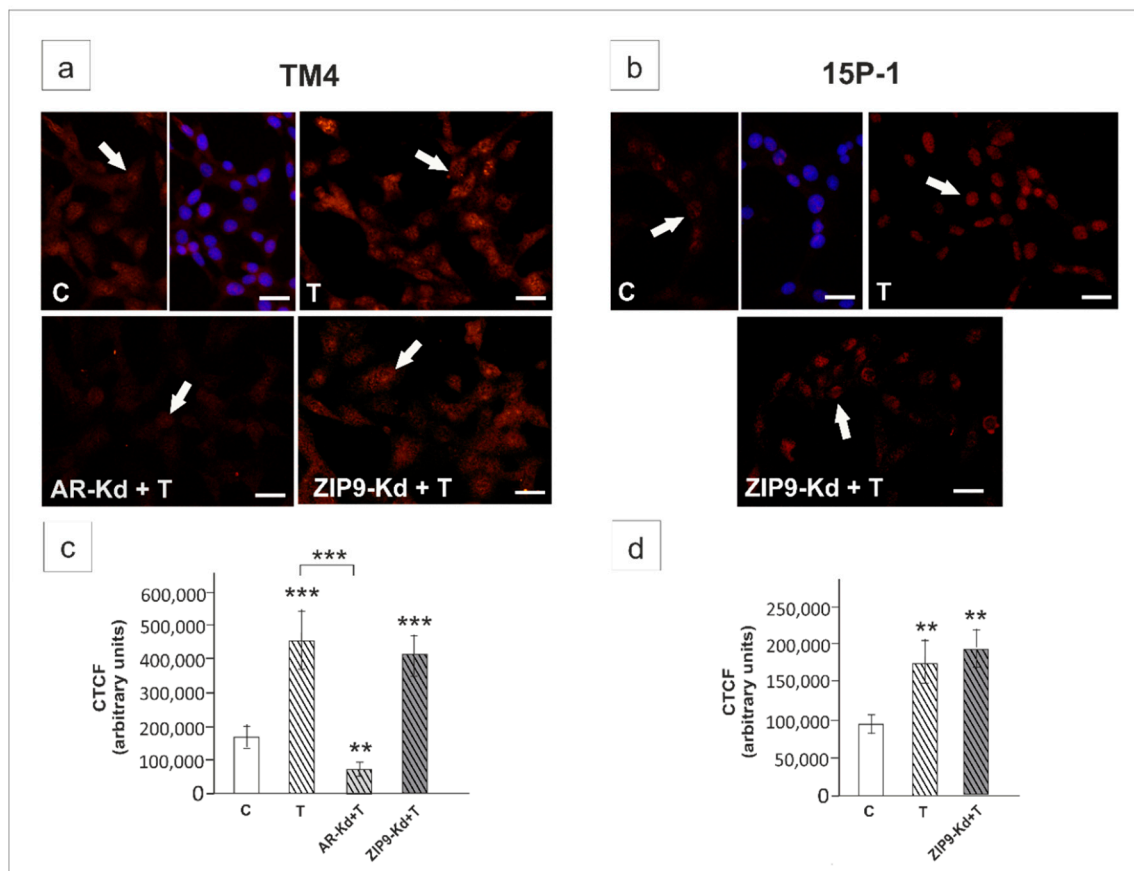 a
TM4
C
T
AR-Kd + T
ZIP9-Kd + T
b
15P-1
C
T
ZIP9-Kd + T
c
CTCF
(arbitrary units)
600,000
500,000
400,000
300,000
200,000
100,000
0
***
***
**
***
C
T
AR-Kd+T
ZIP9-Kd+T
d
CTCF
(arbitrary units)
250,000
200,000
150,000
100,000
50,000
0
**
**
C
T
ZIP9-Kd+T